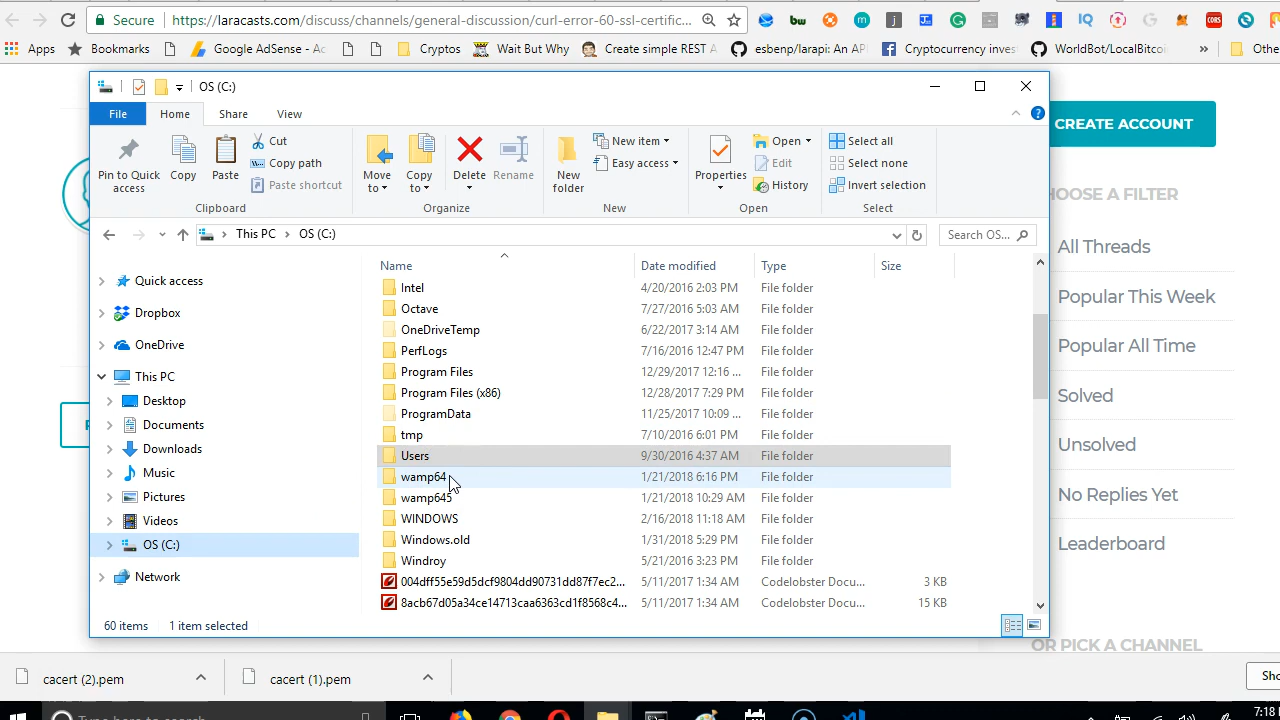 Secure https://laracasts.com/discuss/channels/general-discussion/curl-error-60-ssl-certific...
Apps Bookmarks Google AdSense - Ac Crypto Wait But Why Create simple REST A esbenp/larapi: An AP Cryptocurrency inves WorldBot/LocalBitcoi » Other
OS (C:)
File Home Share View
Pin to Quick access
Copy
Paste
Cut
Copy path
Paste shortcut
Clipboard
Move to
Copy to
Delete
Rename
Organize
New folder
New item
Easy access
New
Properties
Open
Edit
History
Open
Select all
Select none
Invert selection
Select
This PC > OS (C:)
Search OS...
Quick access
Dropbox
OneDrive
This PC
Desktop
Documents
Downloads
Music
Pictures
Videos
OS (C:)
Network
Name Date modified Type Size
Intel 4/20/2016 2:03 PM File folder
Octave 7/27/2016 5:03 AM File folder
OneDriveTemp 6/22/2017 3:14 AM File folder
PerfLogs 7/16/2016 12:47 PM File folder
Program Files 12/29/2017 12:16 ... File folder
Program Files (x86) 12/28/2017 7:29 PM File folder
ProgramData 11/25/2017 10:09 ... File folder
tmp 7/10/2016 6:01 PM File folder
Users 9/30/2016 4:37 AM File folder
wamp64 1/21/2018 6:16 PM File folder
wamp645 1/21/2018 10:29 AM File folder
WINDOWS 2/16/2018 11:18 AM File folder
Windows.old 1/31/2018 5:29 PM File folder
Windroy 5/21/2016 3:23 PM File folder
004dff55e59d5dcf9804dd90731dd87f7ec2... 5/11/2017 1:34 AM Codelobster Docu... 3 KB
8acb67d05a34ce14713caa6363cd1f8568c4... 5/11/2017 1:34 AM Codelobster Docu... 15 KB
60 items 1 item selected
CREATE ACCOUNT
HOOSE A FILTER
All Threads
Popular This Week
Popular All Time
Solved
Unsolved
No Replies Yet
Leaderboard
OR PICK A CHANNEL
cacert (2).pem
cacert (1).pem
Sho
Type here to search
7:18